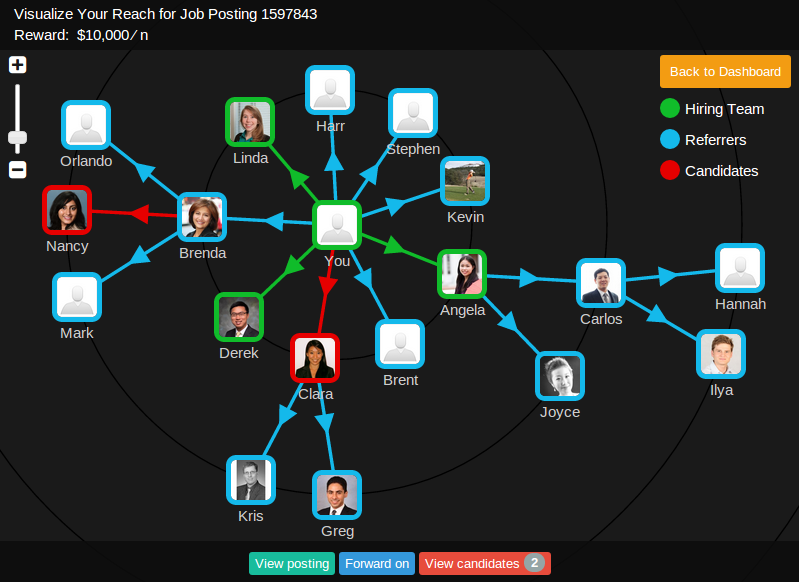 Visualize Your Reach for Job Posting 1597843
Reward: $10,000 ∕ n
Back to Dashboard
Hiring Team
Referrers
Candidates
Harr
Stephen
Linda
Orlando
Kevin
Nancy
Brenda
You
Angela
Hannah
Carlos
Mark
Derek
Brent
Ilya
Clara
Joyce
Kris
Greg
View posting
Forward on
View candidates 2